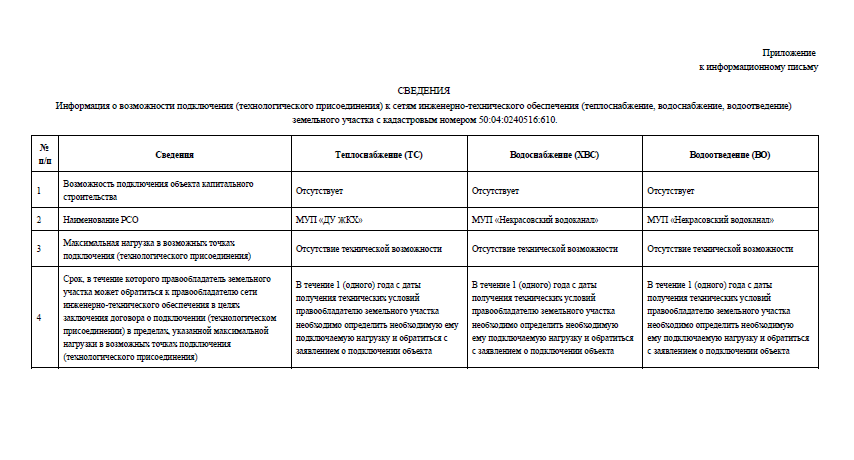 Приложение
к информационному письму
СВЕДЕНИЯ
Информация о возможности подключения (технологического присоединения) к сетям инженерно-технического обеспечения (теплоснабжение, водоснабжение, водоотведение)
земельного участка с кадастровым номером 50:04:0240516:610.
№
п/п
Сведения
Теплоснабжение (ТС)
Водоснабжение (ХВС)
Водоотведение (ВО)
1
Возможность подключения объекта капитального
строительства
Отсутствует
Отсутствует
Отсутствует
2
Наименование РСО
МУП «ДУ ЖКХ»
МУП «Некрасовский водоканал»
МУП «Некрасовский водоканал»
3
Максимальная нагрузка в возможных точках
подключения (технологического присоединения)
Отсутствие технической возможности
Отсутствие технической возможности
Отсутствие технической возможности
4
Срок, в течение которого правообладатель земельного
участка может обратиться к правообладателю сети
инженерно-технического обеспечения в целях
заключения договора о подключении (технологическом
присоединении) в пределах, указанной максимальной
нагрузки в возможных точках подключения
(технологического присоединения)
В течение 1 (одного) года с даты
получения технических условий
правообладателю земельного участка
необходимо определить необходимую ему
подключаемую нагрузку и обратиться с
заявлением о подключении объекта
В течение 1 (одного) года с даты
получения технических условий
правообладателю земельного участка
необходимо определить необходимую
ему подключаемую нагрузку и обратиться
с заявлением о подключении объекта
В течение 1 (одного) года с даты
получения технических условий
правообладателю земельного участка
необходимо определить необходимую
ему подключаемую нагрузку и обратиться
с заявлением о подключении объекта